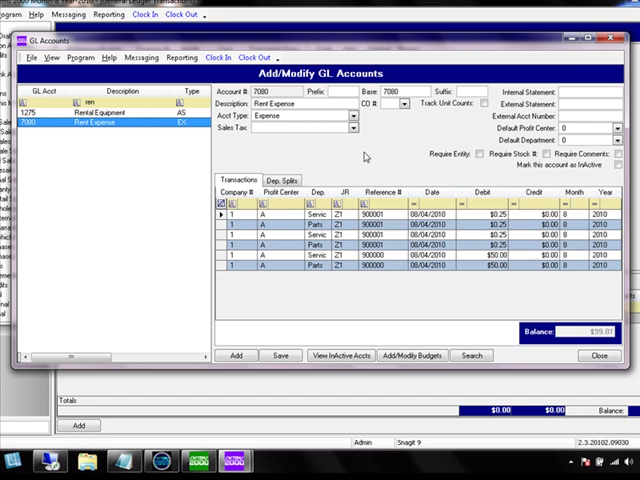 GL Accounts
File View Program Help Messaging Reporting Clock In Clock Out
Add/Modify GL Accounts
GL Acct Description Type
ren
1275 Rental Equipment AS
7080 Rent Expense EX
Account #: 7080 Prefix: Base: 7080 Suffix:
Description: Rent Expense CO #: Track Unit Counts:
Acct Type: Expense
Sales Tax:
Internal Statement:
External Statement:
External Acct Number:
Default Profit Center: 0
Default Department: 0
Require Entity: Require Stock #: Require Comments:
Mark this account as InActive
Transactions Dep. Splits
Company # Profit Center Dep. JR Reference # Date Debit Credit Month Year
1 A Servic Z1 900001 08/04/2010 $0.25 $0.00 8 2010
1 A Parts Z1 900001 08/04/2010 $0.25 $0.00 8 2010
1 A Servic Z1 900001 08/04/2010 $0.25 $0.00 8 2010
1 A Parts Z1 900001 08/04/2010 $0.25 $0.00 8 2010
1 A Servic Z1 900000 08/04/2010 $50.00 $0.00 8 2010
1 A Parts Z1 900000 08/04/2010 $50.00 $0.00 8 2010
Balance: $99.01
Add Save View InActive Accts Add/Modify Budgets Search Close
Totals
$0.00 $0.00 Balance:
Add
Admin Snagit 9 2.3.20102.09030